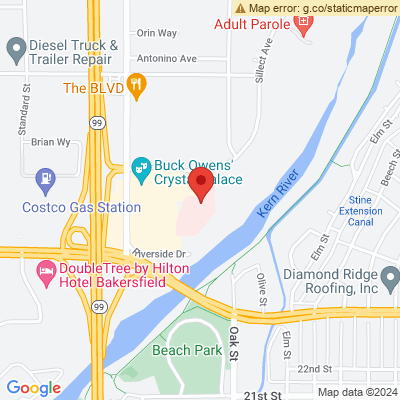 Map error: g.co/staticmaperror
Orin Way
Adult Parole
Diesel Truck &
Trailer Repair
Antonino Ave
Sillect Ave
The BLVD
Standard St
99
Brian Wy
99
Elm St
Beech St
Buck Owens'
Crystal Palace
Costco Gas Station
Kern River
Stine
Extension
Canal
Elm St
Riverside Dr
DoubleTree by Hilton
Hotel Bakersfield
Olive St
Diamond Ridge
Roofing, Inc
99
Oak St
Elm St
Beach Park
22nd St
21st St
Google
Map data ©2024